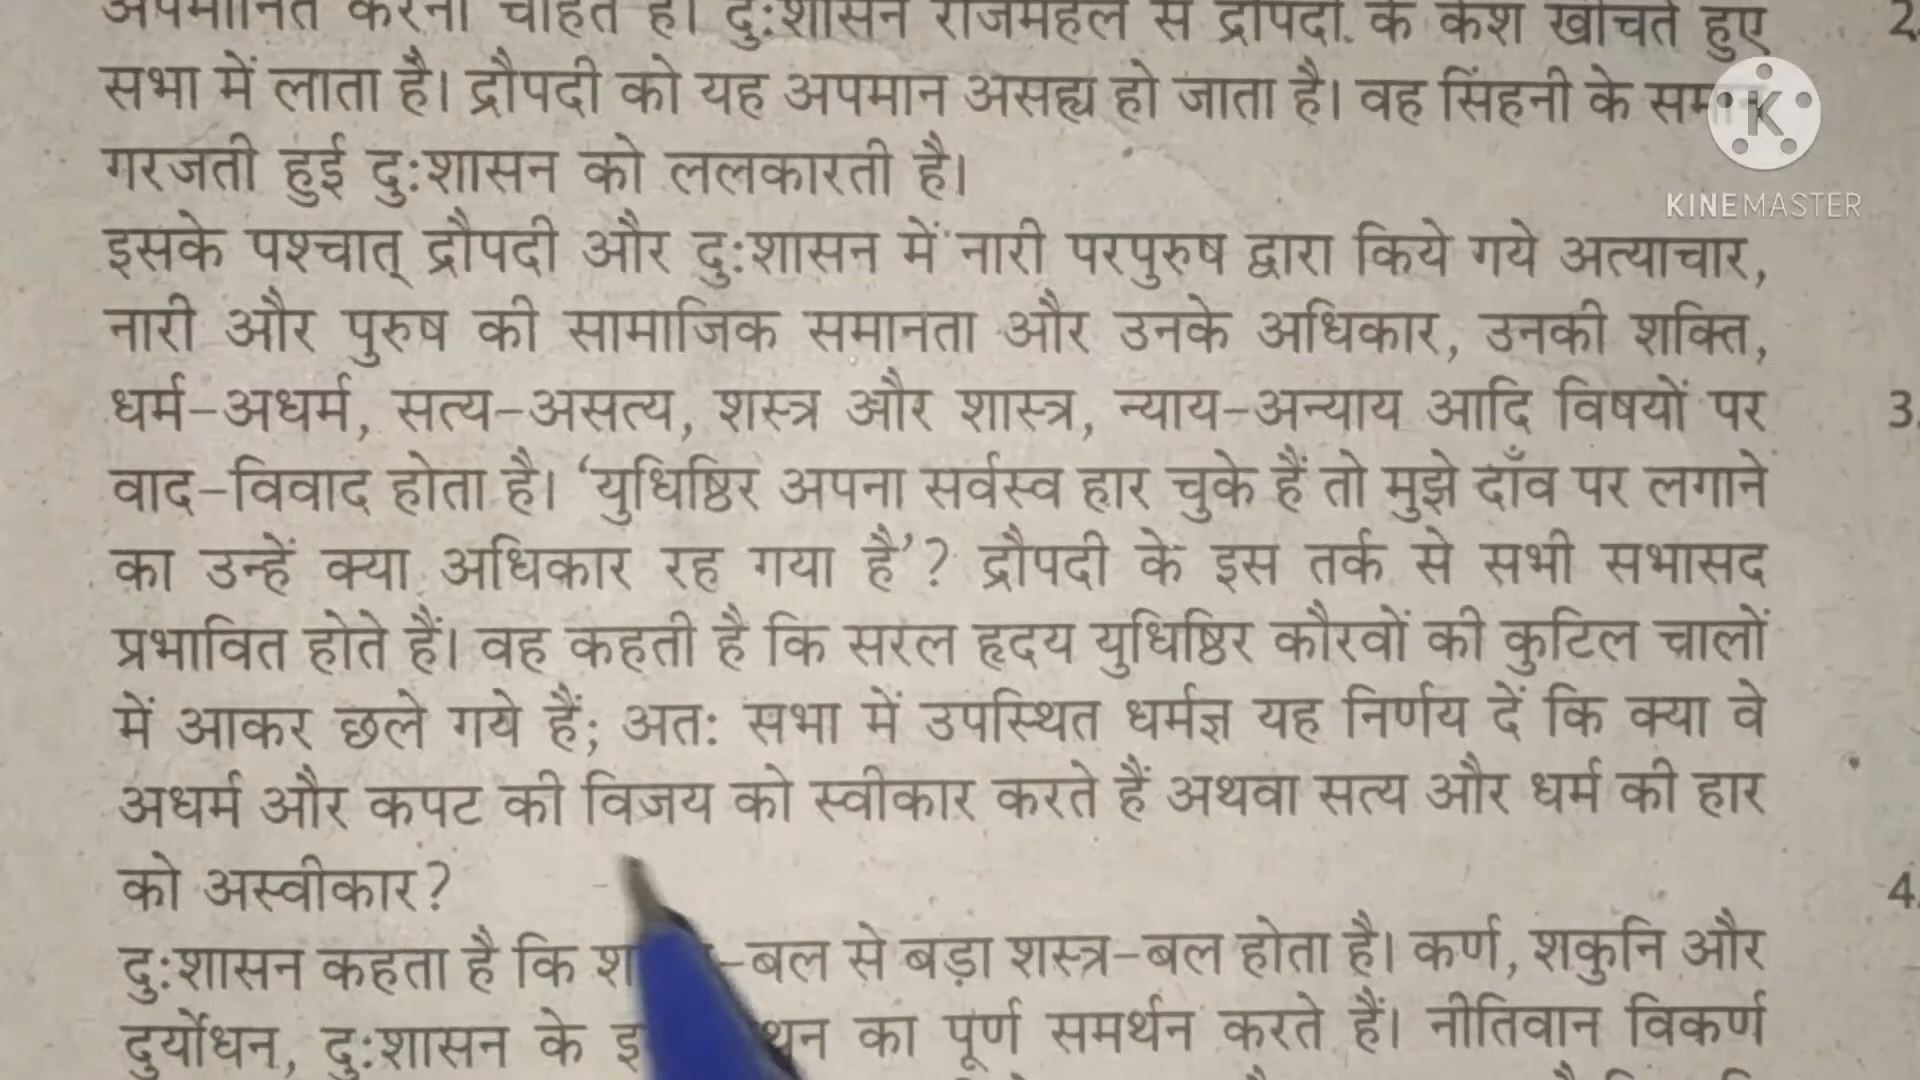 अपमानित करना चाहते हैं। दु:शासन राजमहल से द्रौपदी के केश खींचते हुए
2.
सभा में लाता है। द्रौपदी को यह अपमान असह्य हो जाता है। वह सिंहनी के समान
K
गरजती हुई दु:शासन को ललकारती है।
KINEMASTER
इसके पश्चात् द्रौपदी और दु:शासन में नारी परपुरुष द्वारा किये गये अत्याचार,
नारी और पुरुष की सामाजिक समानता और उनके अधिकार, उनकी शक्ति,
धर्म-अधर्म, सत्य-असत्य, शस्त्र और शास्त्र, न्याय-अन्याय आदि विषयों पर
3.
वाद-विवाद होता है। ‘युधिष्ठिर अपना सर्वस्व हार चुके हैं तो मुझे दाँव पर लगाने
का उन्हें क्या अधिकार रह गया है’? द्रौपदी के इस तर्क से सभी सभासद
प्रभावित होते हैं। वह कहती है कि सरल हृदय युधिष्ठिर कौरवों की कुटिल चालों
में आकर छले गये हैं; अत: सभा में उपस्थित धर्मज्ञ यह निर्णय दें कि क्या वे
अधर्म और कपट की विजय को स्वीकार करते हैं अथवा सत्य और धर्म की हार
को अस्वीकार?
4.
दु:शासन कहता है कि -बल से बड़ा शस्त्र-बल होता है। कर्ण, शकुनि और
दुर्योधन, दु:शासन के का पूर्ण समर्थन करते हैं। नीतिवान विकर्ण